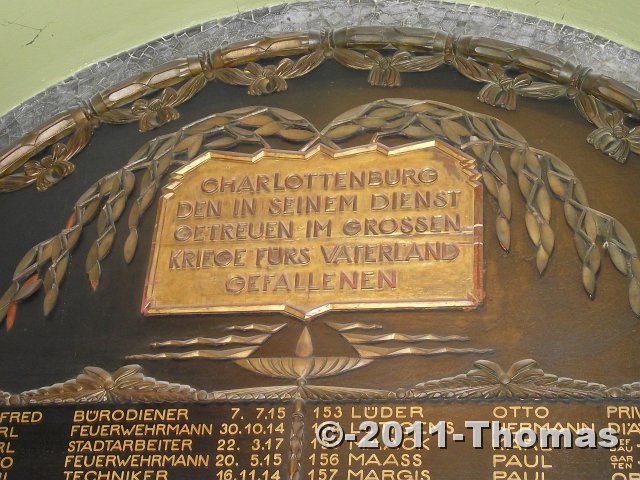 CHARLOTTENBURG
DEN IN SEINEM DIENST
GETREUEN IM GROSSEN
KRIEGE FÜRS VATERLAND
GEFALLENEN
FRED BÜRODIENER 7. 7.15 153 LÜDER OTTO
FEUERWEHRMANN 30.10.14 HERMANN
STADTARBEITER 22. 3.17
FEUERWEHRMANN 20. 5.15 156 MAASS PAUL
TECHNIKER 16.11.14 157 MARGIS PAUL
©-2011-Thomas